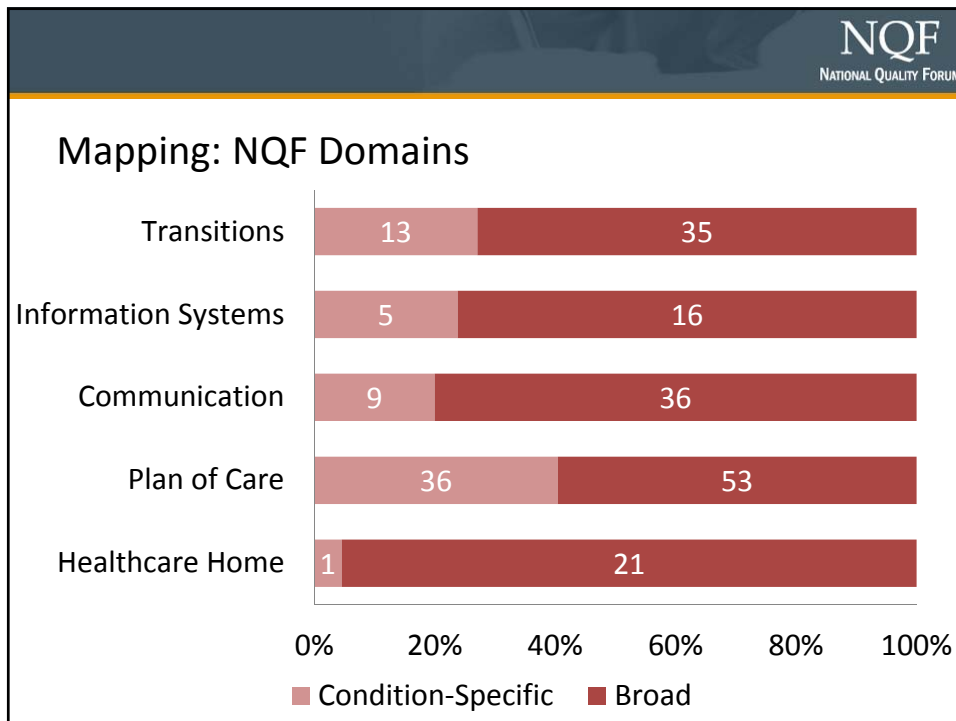 NQF
NATIONAL QUALITY FORUM
Mapping: NQF Domains
Transitions 13 35
Information Systems 5 16
Communication 9 36
Plan of Care 36 53
Healthcare Home 1 21
0% 20% 40% 60% 80% 100%
Condition-Specific Broad